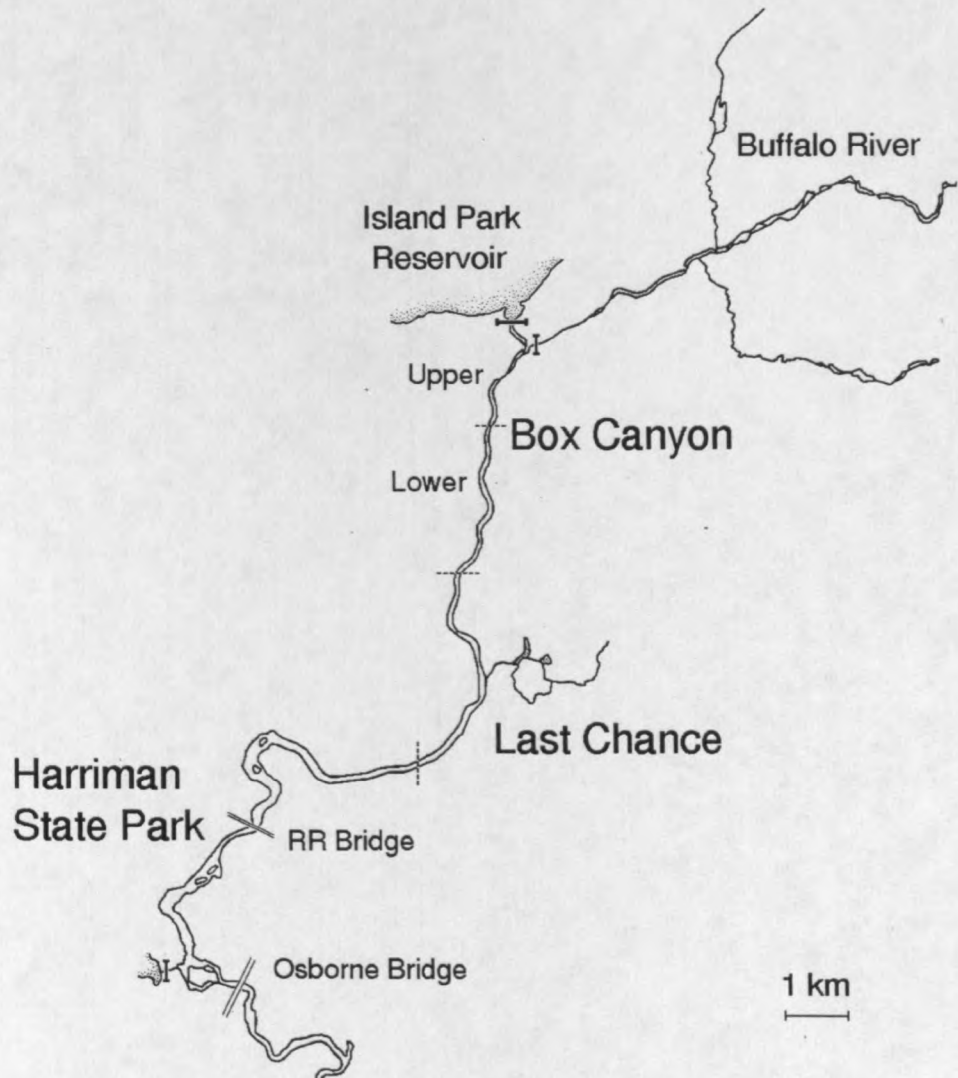 Buffalo River
Island Park
Reservoir
Upper
Box Canyon
Lower
Last Chance
Harriman
State Park
RR Bridge
Osborne Bridge
1 km